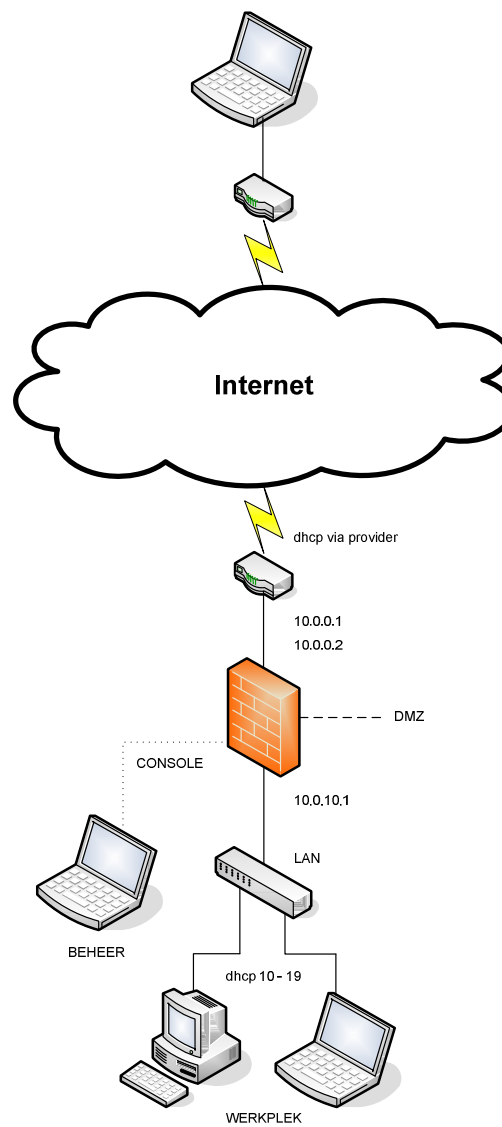 Internet
dhcp via provider
10.0.0.1
10.0.0.2
DMZ
CONSOLE
10.0.10.1
LAN
BEHEER
dhcp 10 - 19
WERKPLEK